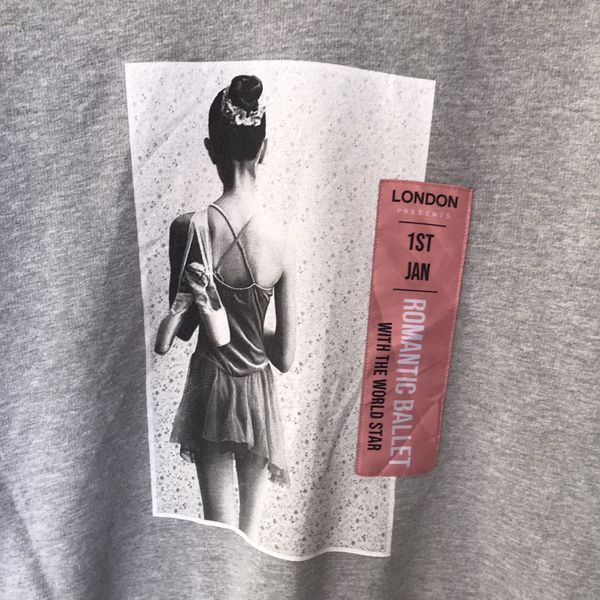 LONDON
PRESENTS
1ST
JAN
ROMANTIC BALLET
WITH THE WORLD STAR